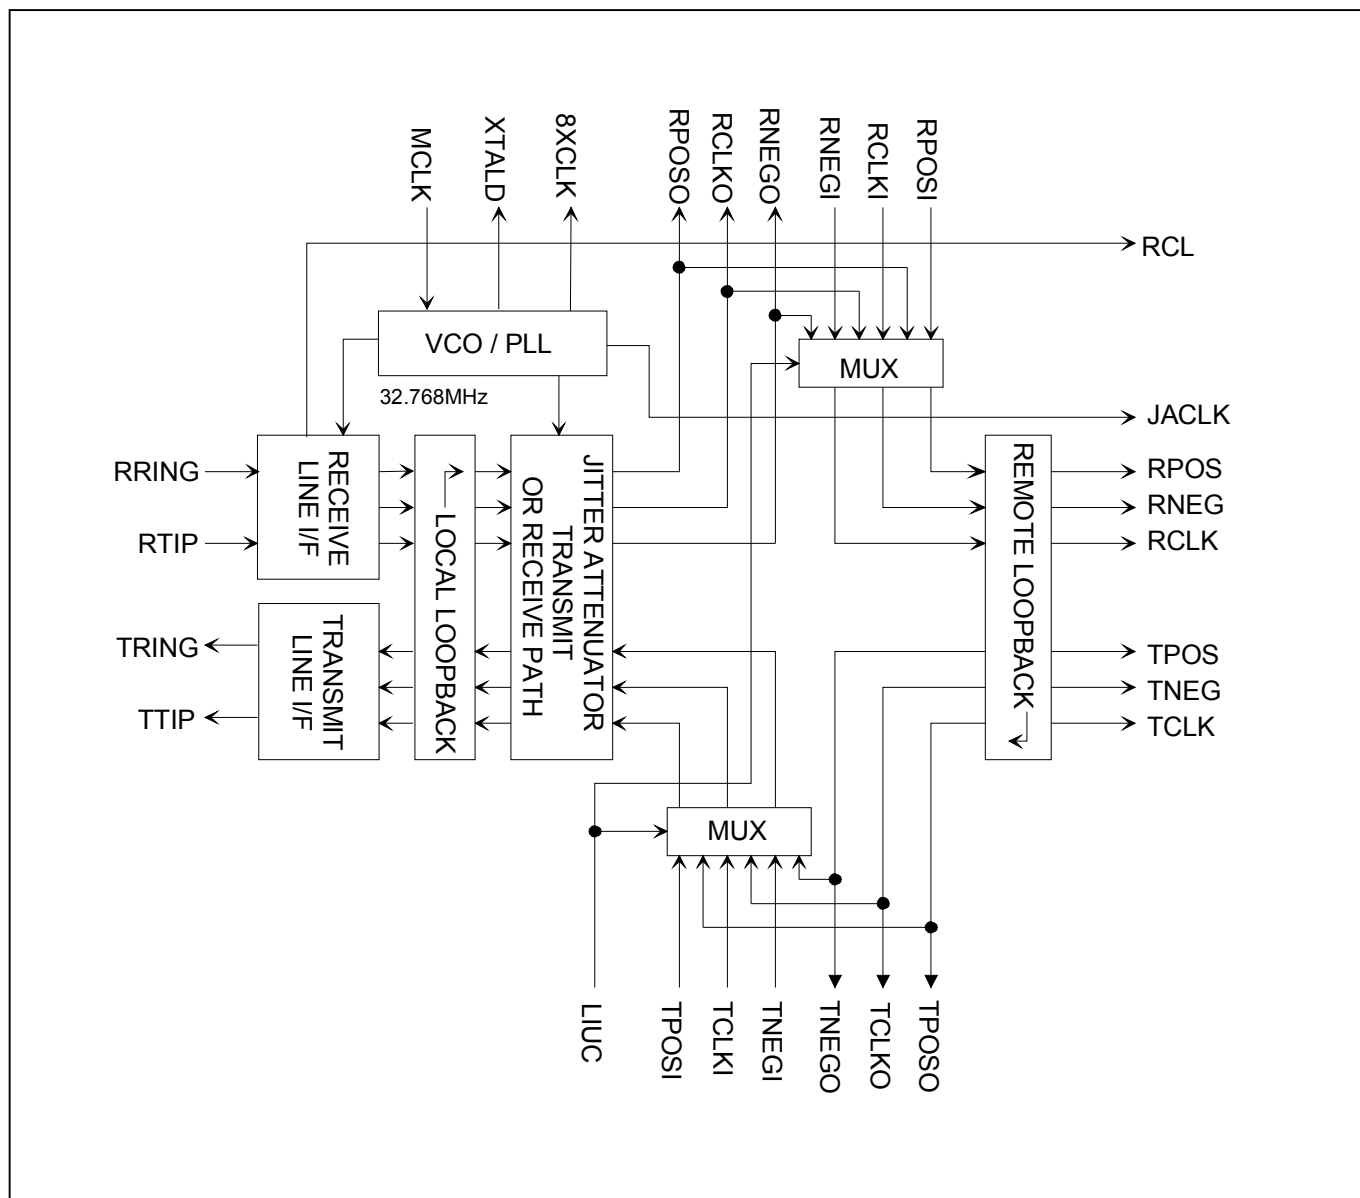 MCLK
XTALD
8XCLK
RPOSO
RCLKO
RNEGO
RNEGI
RCLKI
RPOSI
RCL
VCO / PLL
MUX
32.768MHz
JACLK
RRING
RTIP
RECEIVE
LINE I/F
LOCAL LOOPBACK
JITTER ATTENUATOR
TRANSMIT
OR RECEIVE PATH
REMOTE LOOPBACK
RPOS
RNEG
RCLK
TRING
TTIP
TRANSMIT
LINE I/F
TPOS
TNEG
TCLK
MUX
LIUC
TPOSI
TCLKI
TNEGI
TNEGO
TCLKO
TPOSO